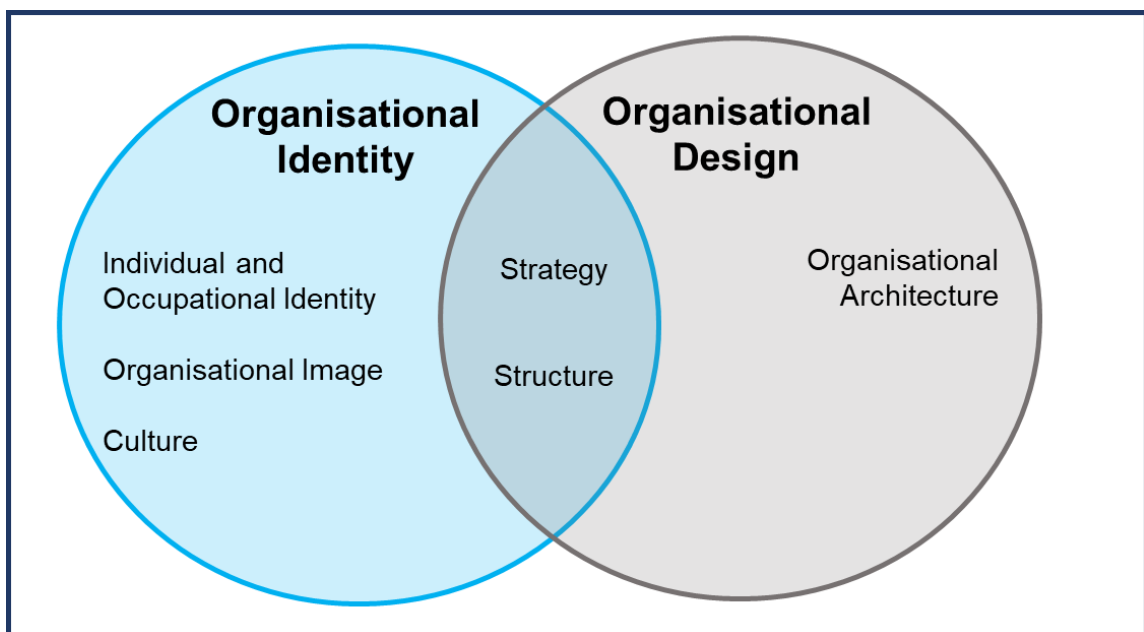 Organisational
Identity
Organisational
Design
Individual and
Occupational Identity
Organisational Image
Culture
Strategy
Structure
Organisational
Architecture